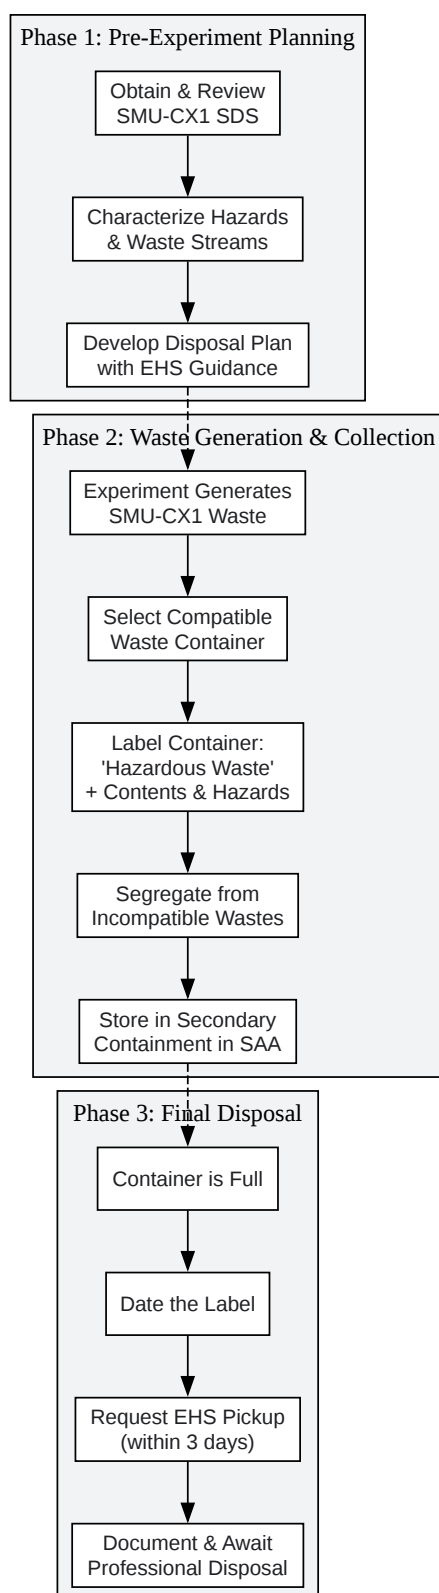 Phase 1: Pre-Experiment Planning
Obtain & Review
SMU-CX1 SDS
Characterize Hazards
& Waste Streams
Develop Disposal Plan
with EHS Guidance
Phase 2: Waste Generation & Collection
Experiment Generates
SMU-CX1 Waste
Select Compatible
Waste Container
Label Container:
'Hazardous Waste'
+ Contents & Hazards
Segregate from
Incompatible Wastes
Store in Secondary
Containment in SAA
Phase 3: Final Disposal
Container is Full
Date the Label
Request EHS Pickup
(within 3 days)
Document & Await
Professional Disposal